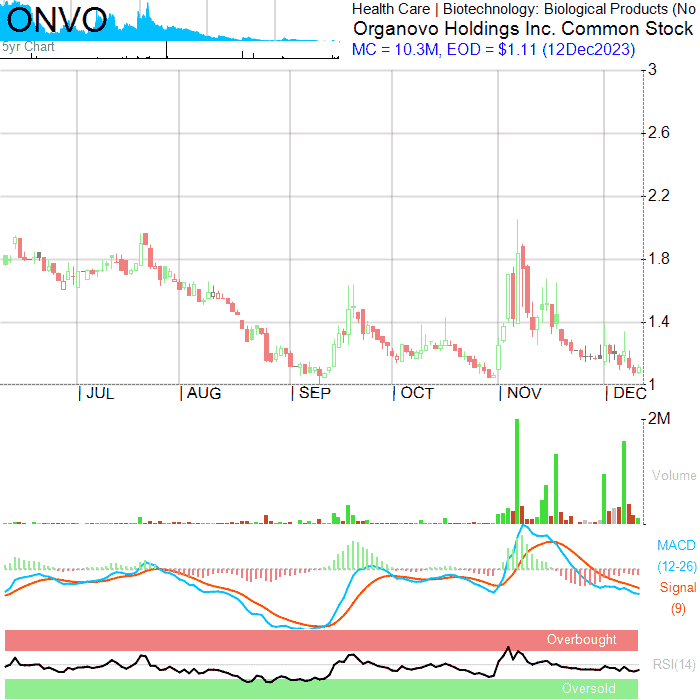 ONVO
5yr Chart
Health Care | Biotechnology: Biological Products (No
Organovo Holdings Inc. Common Stock
MC = 10.3M, EOD = $1.11 (12Dec2023)
3
2.6
2.2
1.8
1.4
1
JUL AUG SEP OCT NOV DEC
2M
Volume
MACD
(12-26)
Signal
(9)
Overbought
RSI(14)
Oversold